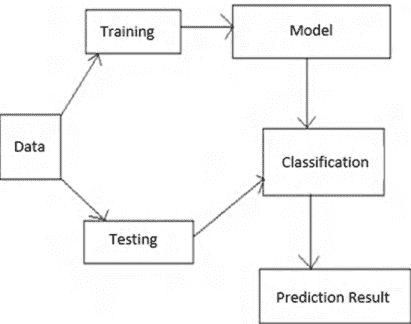 Training
Model
Data
Classification
Testing
Prediction Result